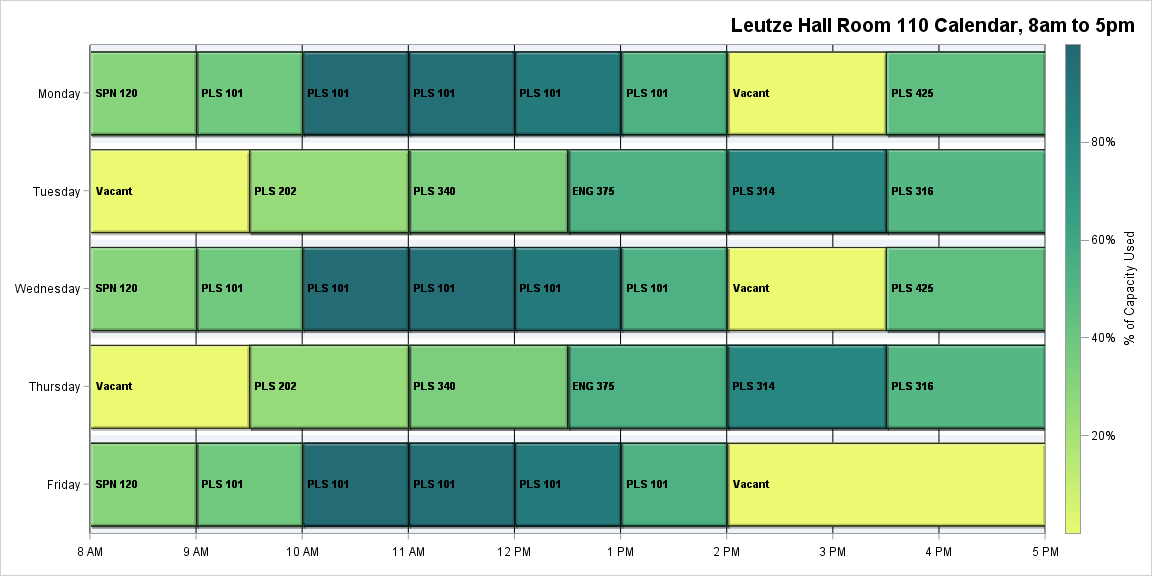 Leutze Hall Room 110 Calendar, 8am to 5pm
Monday SPN 120 PLS 101 PLS 101 PLS 101 PLS 101 PLS 101 Vacant PLS 425
80%
Tuesday Vacant PLS 202 PLS 340 ENG 375 PLS 314 PLS 316
60%
Wednesday SPN 120 PLS 101 PLS 101 PLS 101 PLS 101 PLS 101 Vacant PLS 425
% of Capacity Used
40%
Thursday Vacant PLS 202 PLS 340 ENG 375 PLS 314 PLS 316
20%
Friday SPN 120 PLS 101 PLS 101 PLS 101 PLS 101 PLS 101 Vacant
8 AM 9 AM 10 AM 11 AM 12 PM 1 PM 2 PM 3 PM 4 PM 5 PM